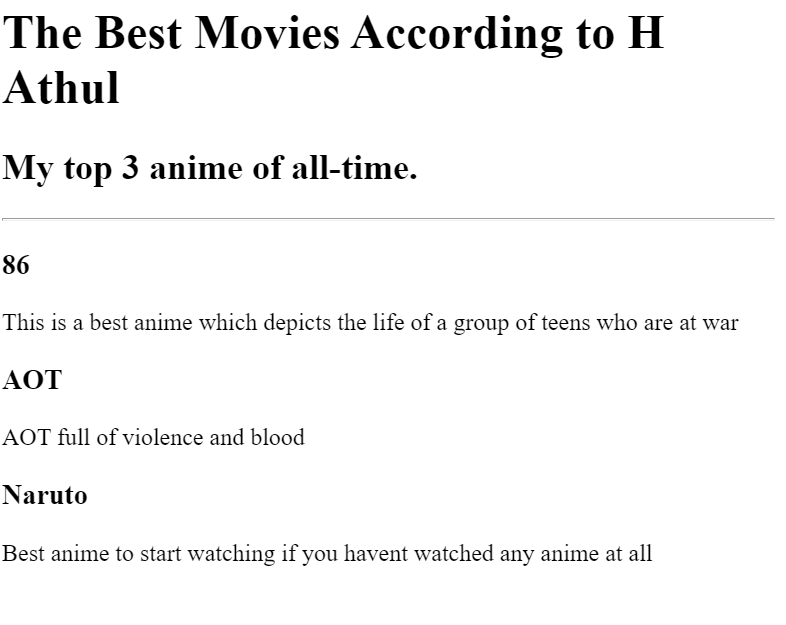 The Best Movies According to H
Athul
My top 3 anime of all-time.
86
This is a best anime which depicts the life of a group of teens who are at war
AOT
AOT full of violence and blood
Naruto
Best anime to start watching if you havent watched any anime at all